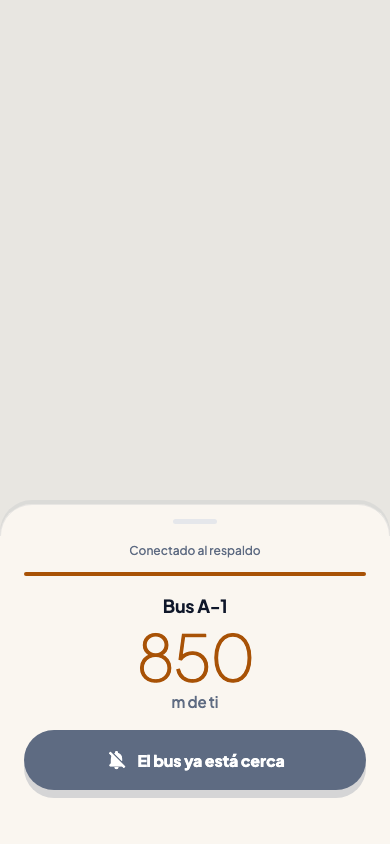 Conectado al respaldo
Bus A-1
850
m de ti
El bus ya está cerca